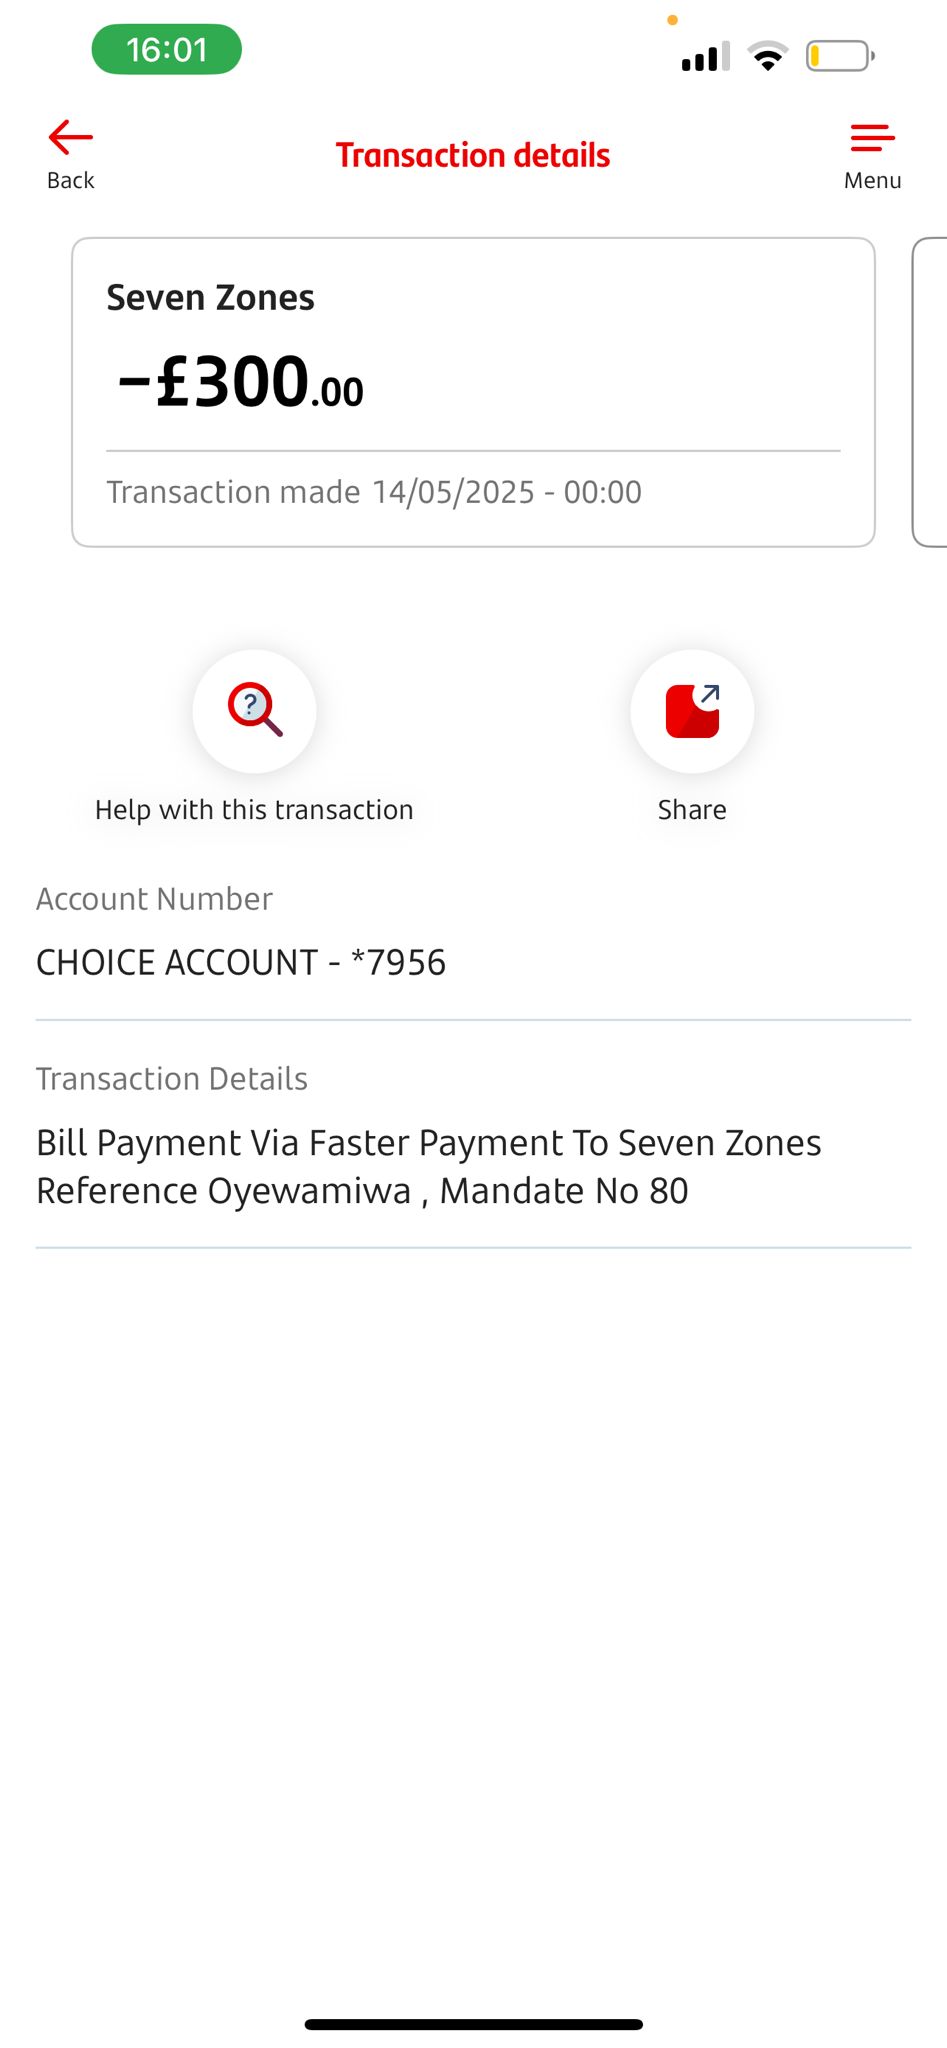 16:01
Back
Transaction details
Menu
Seven Zones
-£300.00
Transaction made 14/05/2025 - 00:00
?
Help with this transaction
Share
Account Number
CHOICE ACCOUNT - *7956
Transaction Details
Bill Payment Via Faster Payment To Seven Zones
Reference Oyewamiwa , Mandate No 80